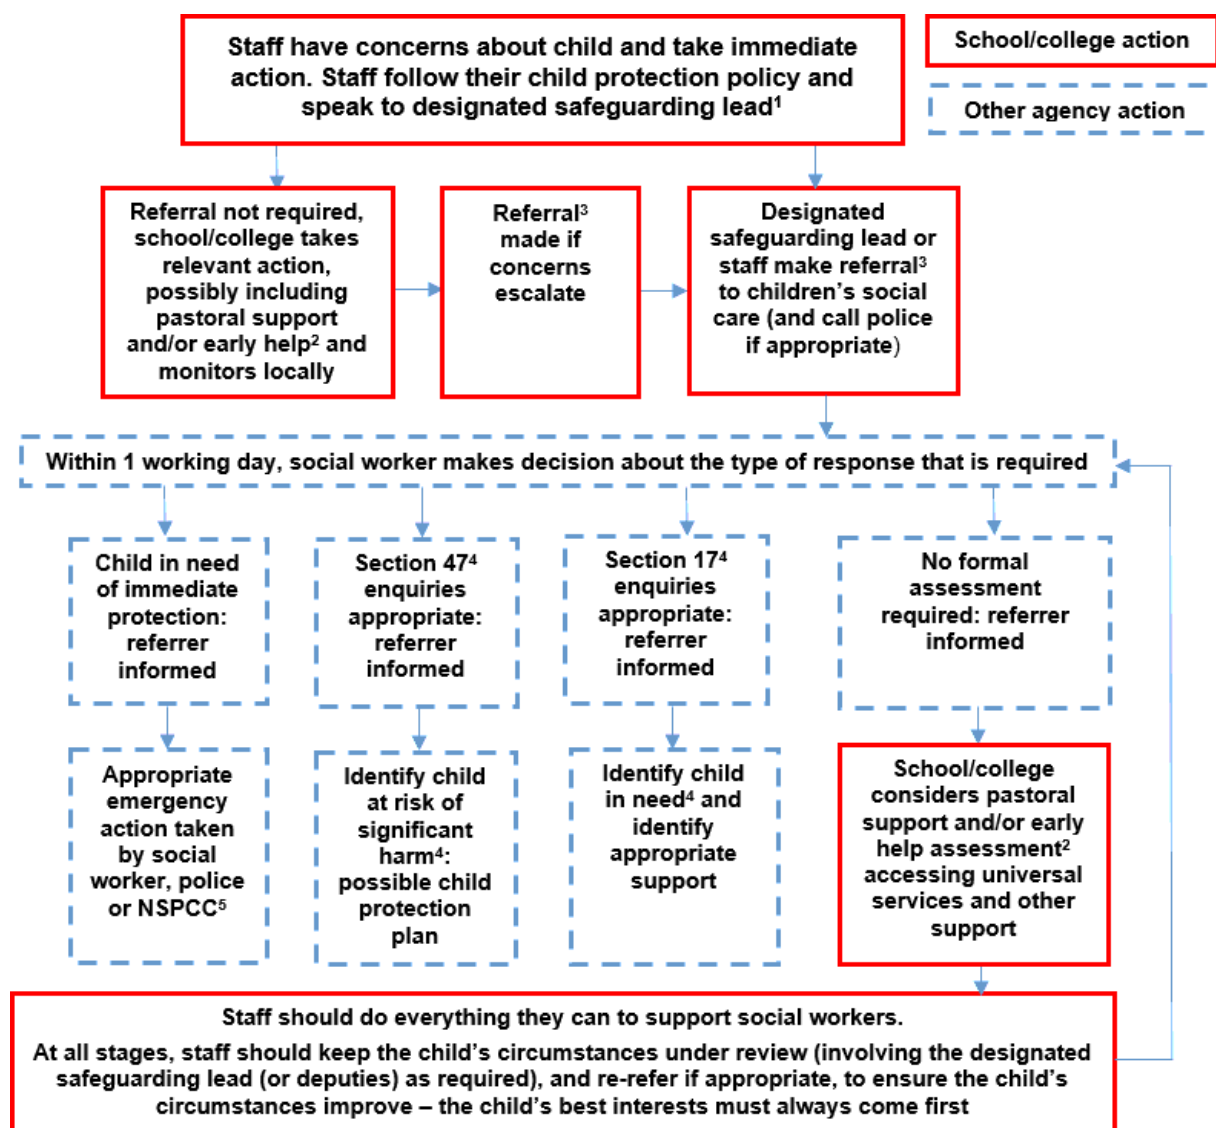 Staff have concerns about child and take immediate
action. Staff follow their child protection policy and
speak to designated safeguarding lead¹
School/college action
Other agency action
Referral not required,
school/college takes
relevant action,
possibly including
pastoral support
and/or early help² and
monitors locally
Referral³
made if
concerns
escalate
Designated
safeguarding lead or
staff make referral³
to children’s social
care (and call police
if appropriate)
Within 1 working day, social worker makes decision about the type of response that is required
Child in need
of immediate
protection:
referrer
informed
Section 47⁴
enquiries
appropriate:
referrer
informed
Section 17⁴
enquiries
appropriate:
referrer
informed
No formal
assessment
required: referrer
informed
Appropriate
emergency
action taken
by social
worker, police
or NSPCC⁵
Identify child
at risk of
significant
harm⁴:
possible child
protection
plan
Identify child
in need⁴ and
identify
appropriate
support
School/college
considers pastoral
support and/or early
help assessment²
accessing universal
services and other
support
Staff should do everything they can to support social workers.
At all stages, staff should keep the child’s circumstances under review (involving the designated
safeguarding lead (or deputies) as required), and re-refer if appropriate, to ensure the child’s
circumstances improve – the child’s best interests must always come first